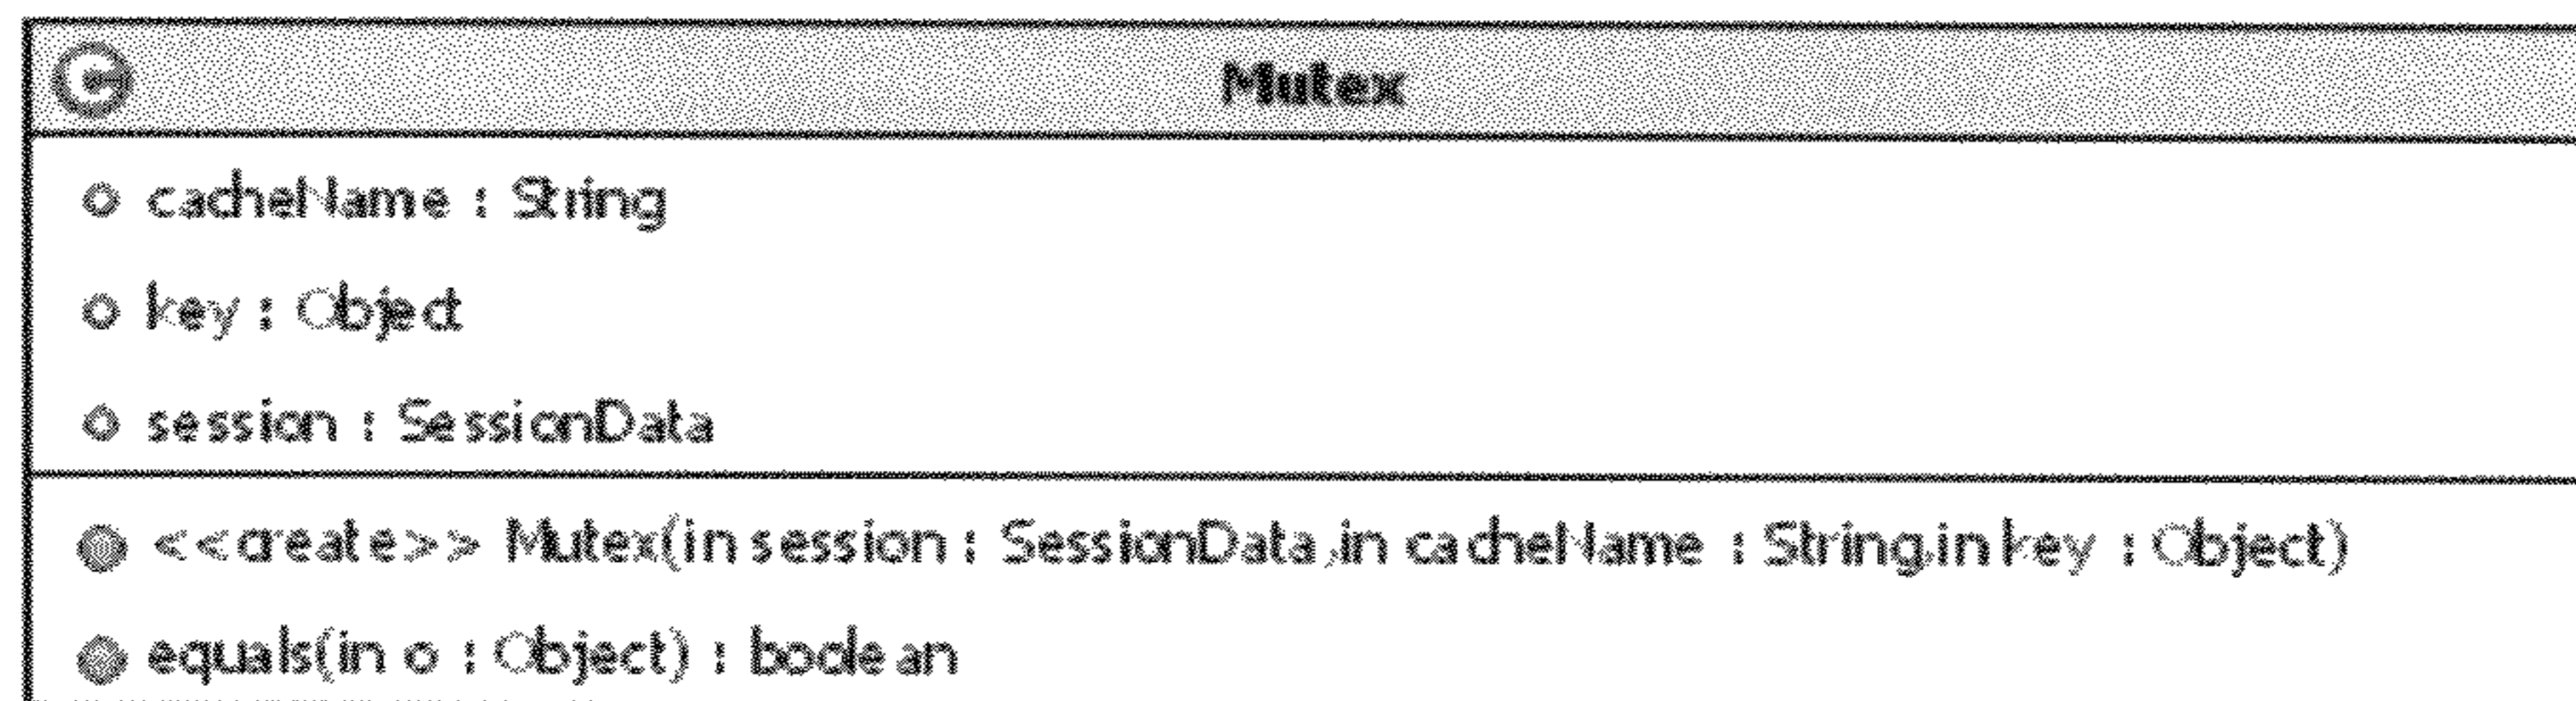 Mutex
cacheName : String
key : Object
session : SessionData
<<create>> Mutex(in session : SessionData,in cacheName : String,in key : Object)
equals(in o : Object) : boolean